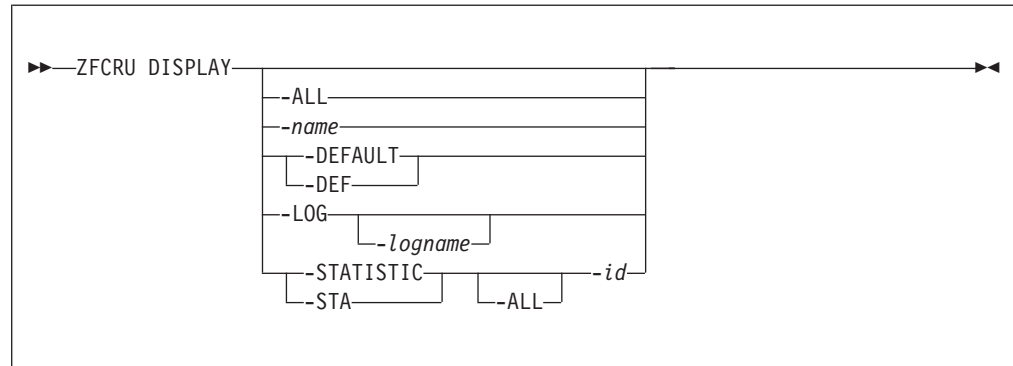 ZFCRU DISPLAY
-ALL
-name
-DEFAULT
-DEF
-LOG
-logname
-STATISTIC -id
-STA -ALL